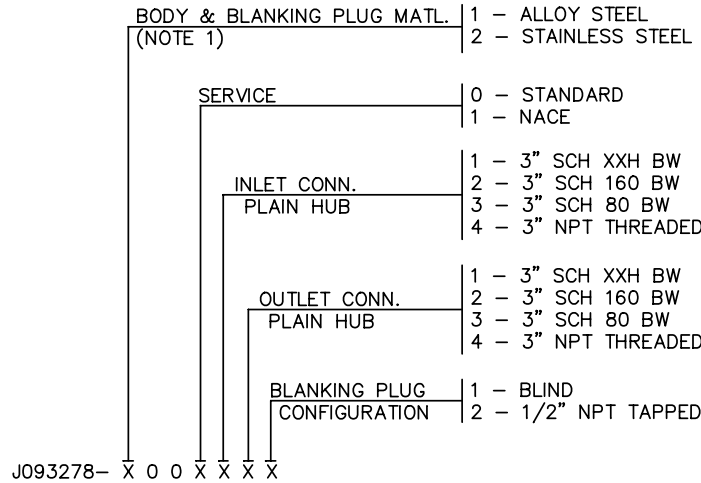 BODY & BLANKING PLUG MATL.
(NOTE 1)
1 – ALLOY STEEL
2 – STAINLESS STEEL
SERVICE
0 – STANDARD
1 – NACE
INLET CONN.
PLAIN HUB
1 – 3" SCH XXH BW
2 – 3" SCH 160 BW
3 – 3" SCH 80 BW
4 – 3" NPT THREADED
OUTLET CONN.
PLAIN HUB
1 – 3" SCH XXH BW
2 – 3" SCH 160 BW
3 – 3" SCH 80 BW
4 – 3" NPT THREADED
BLANKING PLUG
CONFIGURATION
1 – BLIND
2 – 1/2" NPT TAPPED
J093278– X 0 0 X X X X